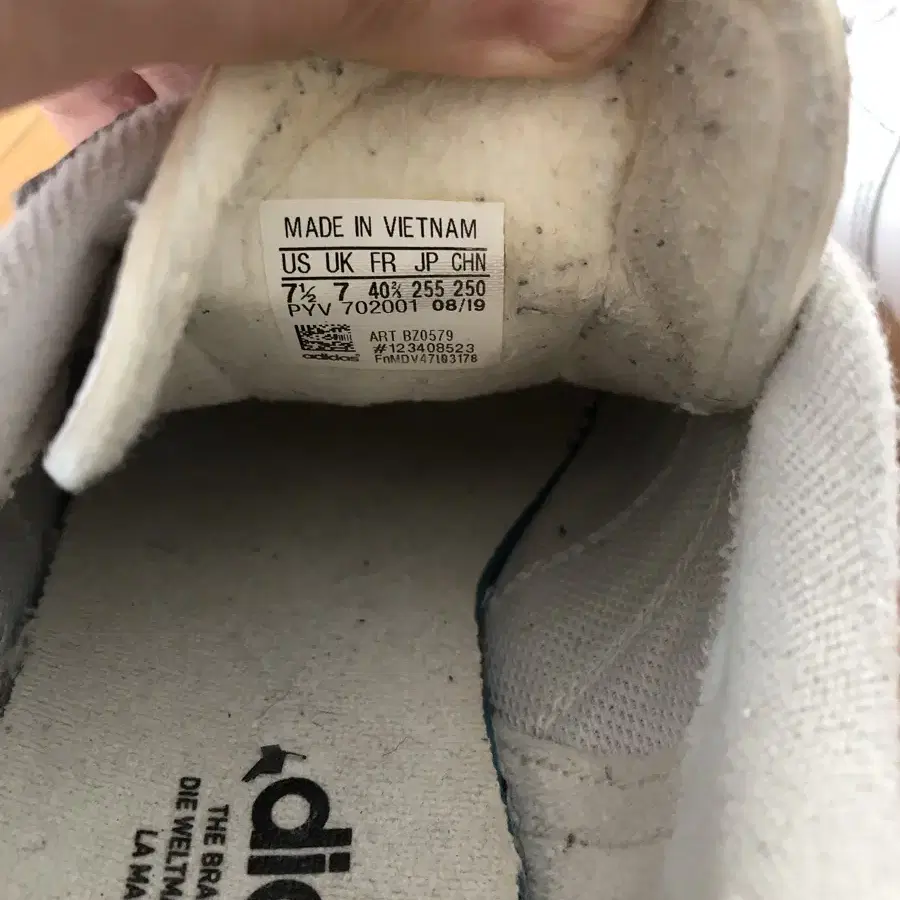 MADE IN VIETNAM
US UK FR JP CHN
7½ 7 40⅔ 255 250
PYV 702001 08/19
ART BZ0579
#123408523
adidas
THE BRA
DIE WELTM
LA MA